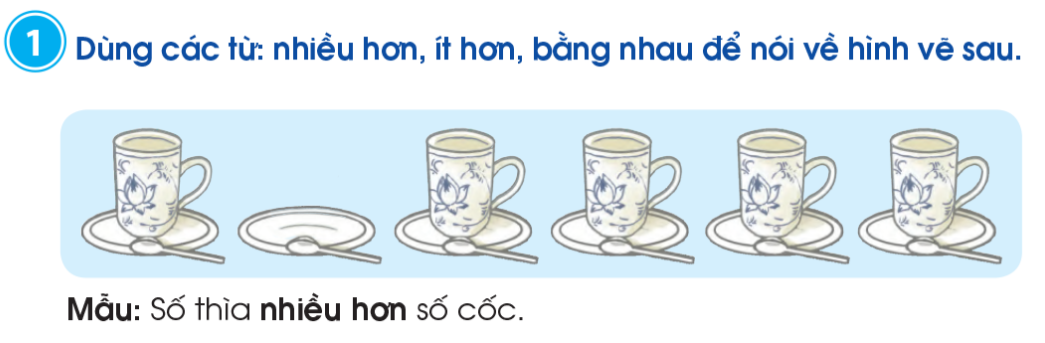 1 Dùng các từ: nhiều hơn, ít hơn, bằng nhau để nói về hình vẽ sau.
Mẫu: Số thìa nhiều hơn số cốc.